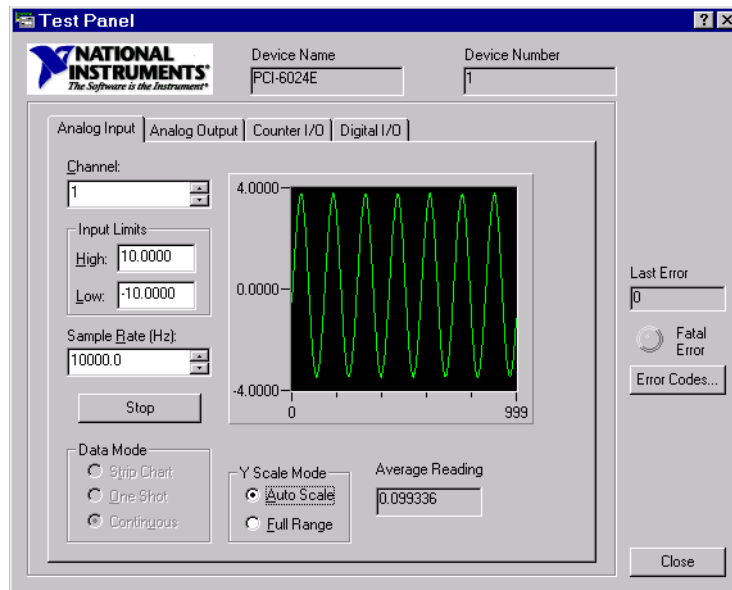 Test Panel
NATIONAL
INSTRUMENTS
The Software is the Instrument
Device Name
PCI-6024E
Device Number
1
Analog Input
Analog Output
Counter I/O
Digital I/O
Channel:
1
Input Limits
High: 10.0000
Low: -10.0000
Sample Rate (Hz):
10000.0
Stop
4.0000
0.0000
-4.0000
0 999
Data Mode
Strip Chart
One Shot
Continuous
Y Scale Mode
Auto Scale
Full Range
Average Reading
0.099336
Last Error
0
Fatal
Error
Error Codes...
Close